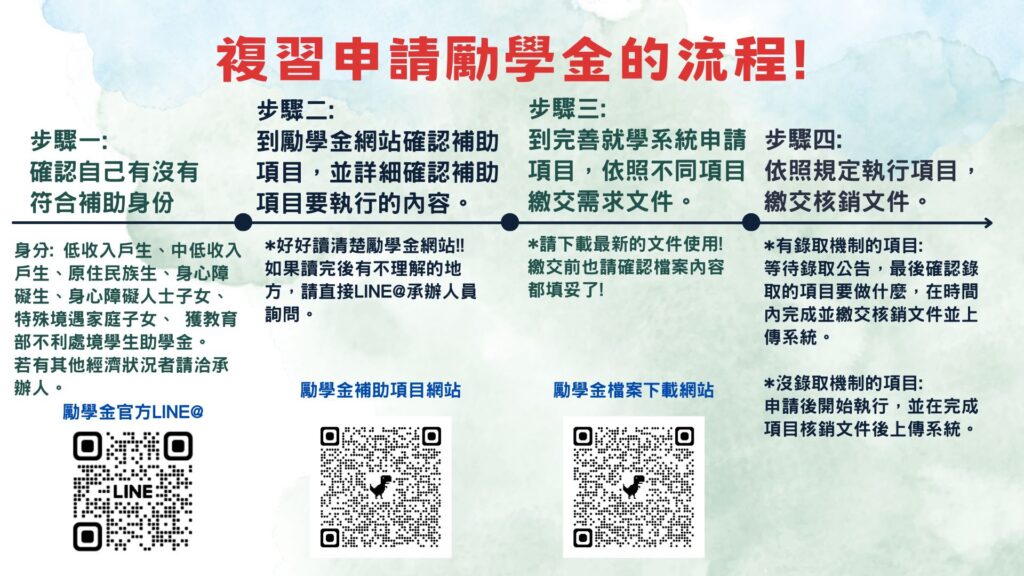 複習申請勵學金的流程!
步驟一:
確認自己有沒有
符合補助身份
步驟二:
到勵學金網站確認補助
項目，並詳細確認補助
項目要執行的內容。
步驟三:
到完善就學系統申請
項目，依照不同項目
繳交需求文件。
步驟四:
依照規定執行項目，
繳交核銷文件。
身分: 低收入戶生、中低收入
戶生、原住民族生、身心障
礙生、身心障礙人士子女、
特殊境遇家庭子女、 獲教育
部不利處境學生助學金。
若有其他經濟狀況者請洽承
辦人。
勵學金官方LINE@
LINE
*好好讀清楚勵學金網站!!
如果讀完後有不理解的地
方，請直接LINE@承辦人員
詢問。
勵學金補助項目網站
*請下載最新的文件使用!
繳交前也請確認檔案內容
都填妥了!
勵學金檔案下載網站
*有錄取機制的項目:
等待錄取公告，最後確認錄
取的項目要做什麼，在時間
內完成並繳交核銷文件並上
傳系統。
*沒錄取機制的項目:
申請後開始執行，並在完成
項目核銷文件後上傳系統。